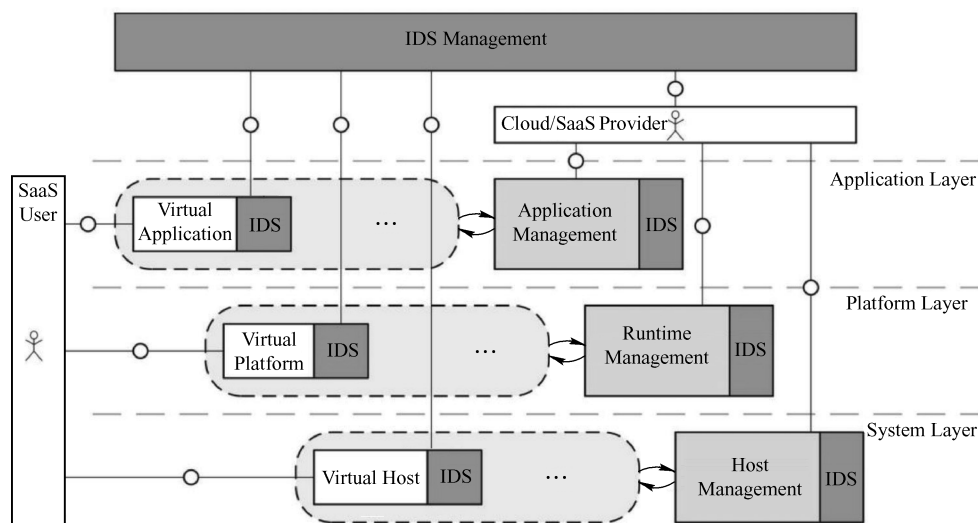 IDS Management
Cloud/SaaS Provider
Application Layer
SaaS
User
Virtual
Application
IDS
...
Application
Management
IDS
Platform Layer
Virtual
Platform
IDS
...
Runtime
Management
IDS
System Layer
Virtual Host
IDS
...
Host
Management
IDS